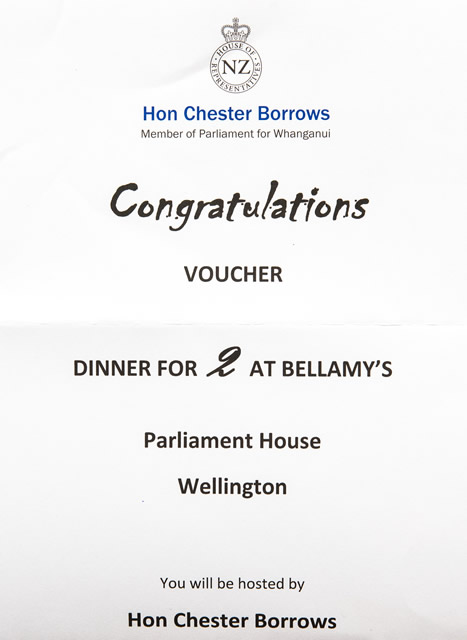 HOUSE OF
NZ
REPRESENTATIVES
Hon Chester Borrows
Member of Parliament for Whanganui
Congratulations
VOUCHER
DINNER FOR 2 AT BELLAMY'S
Parliament House
Wellington
You will be hosted by
Hon Chester Borrows